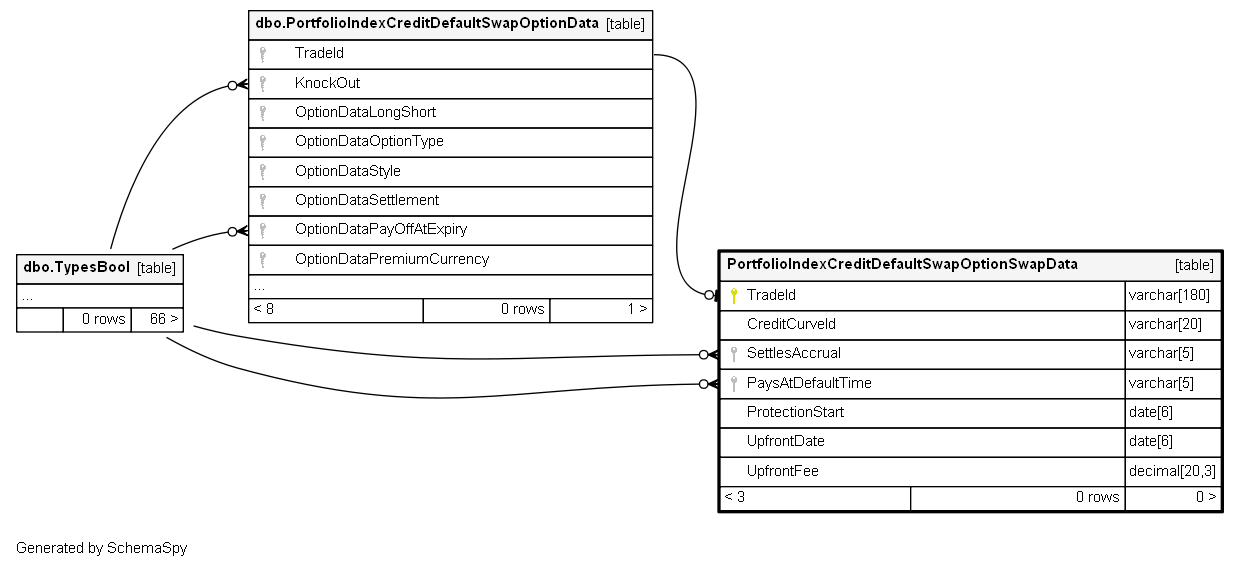 dbo.PortfolioIndexCreditDefaultSwapOptionData [table]
TradeId
KnockOut
OptionDataLongShort
OptionDataOptionType
OptionDataStyle
OptionDataSettlement
OptionDataPayOffAtExpiry
OptionDataPremiumCurrency
...
< 8 0 rows 1 >
dbo.TypesBool [table]
...
0 rows 66 >
PortfolioIndexCreditDefaultSwapOptionSwapData [table]
TradeId varchar[180]
CreditCurveId varchar[20]
SettlesAccrual varchar[5]
PaysAtDefaultTime varchar[5]
ProtectionStart date[6]
UpfrontDate date[6]
UpfrontFee decimal[20,3]
< 3 0 rows 0 >
Generated by SchemaSpy